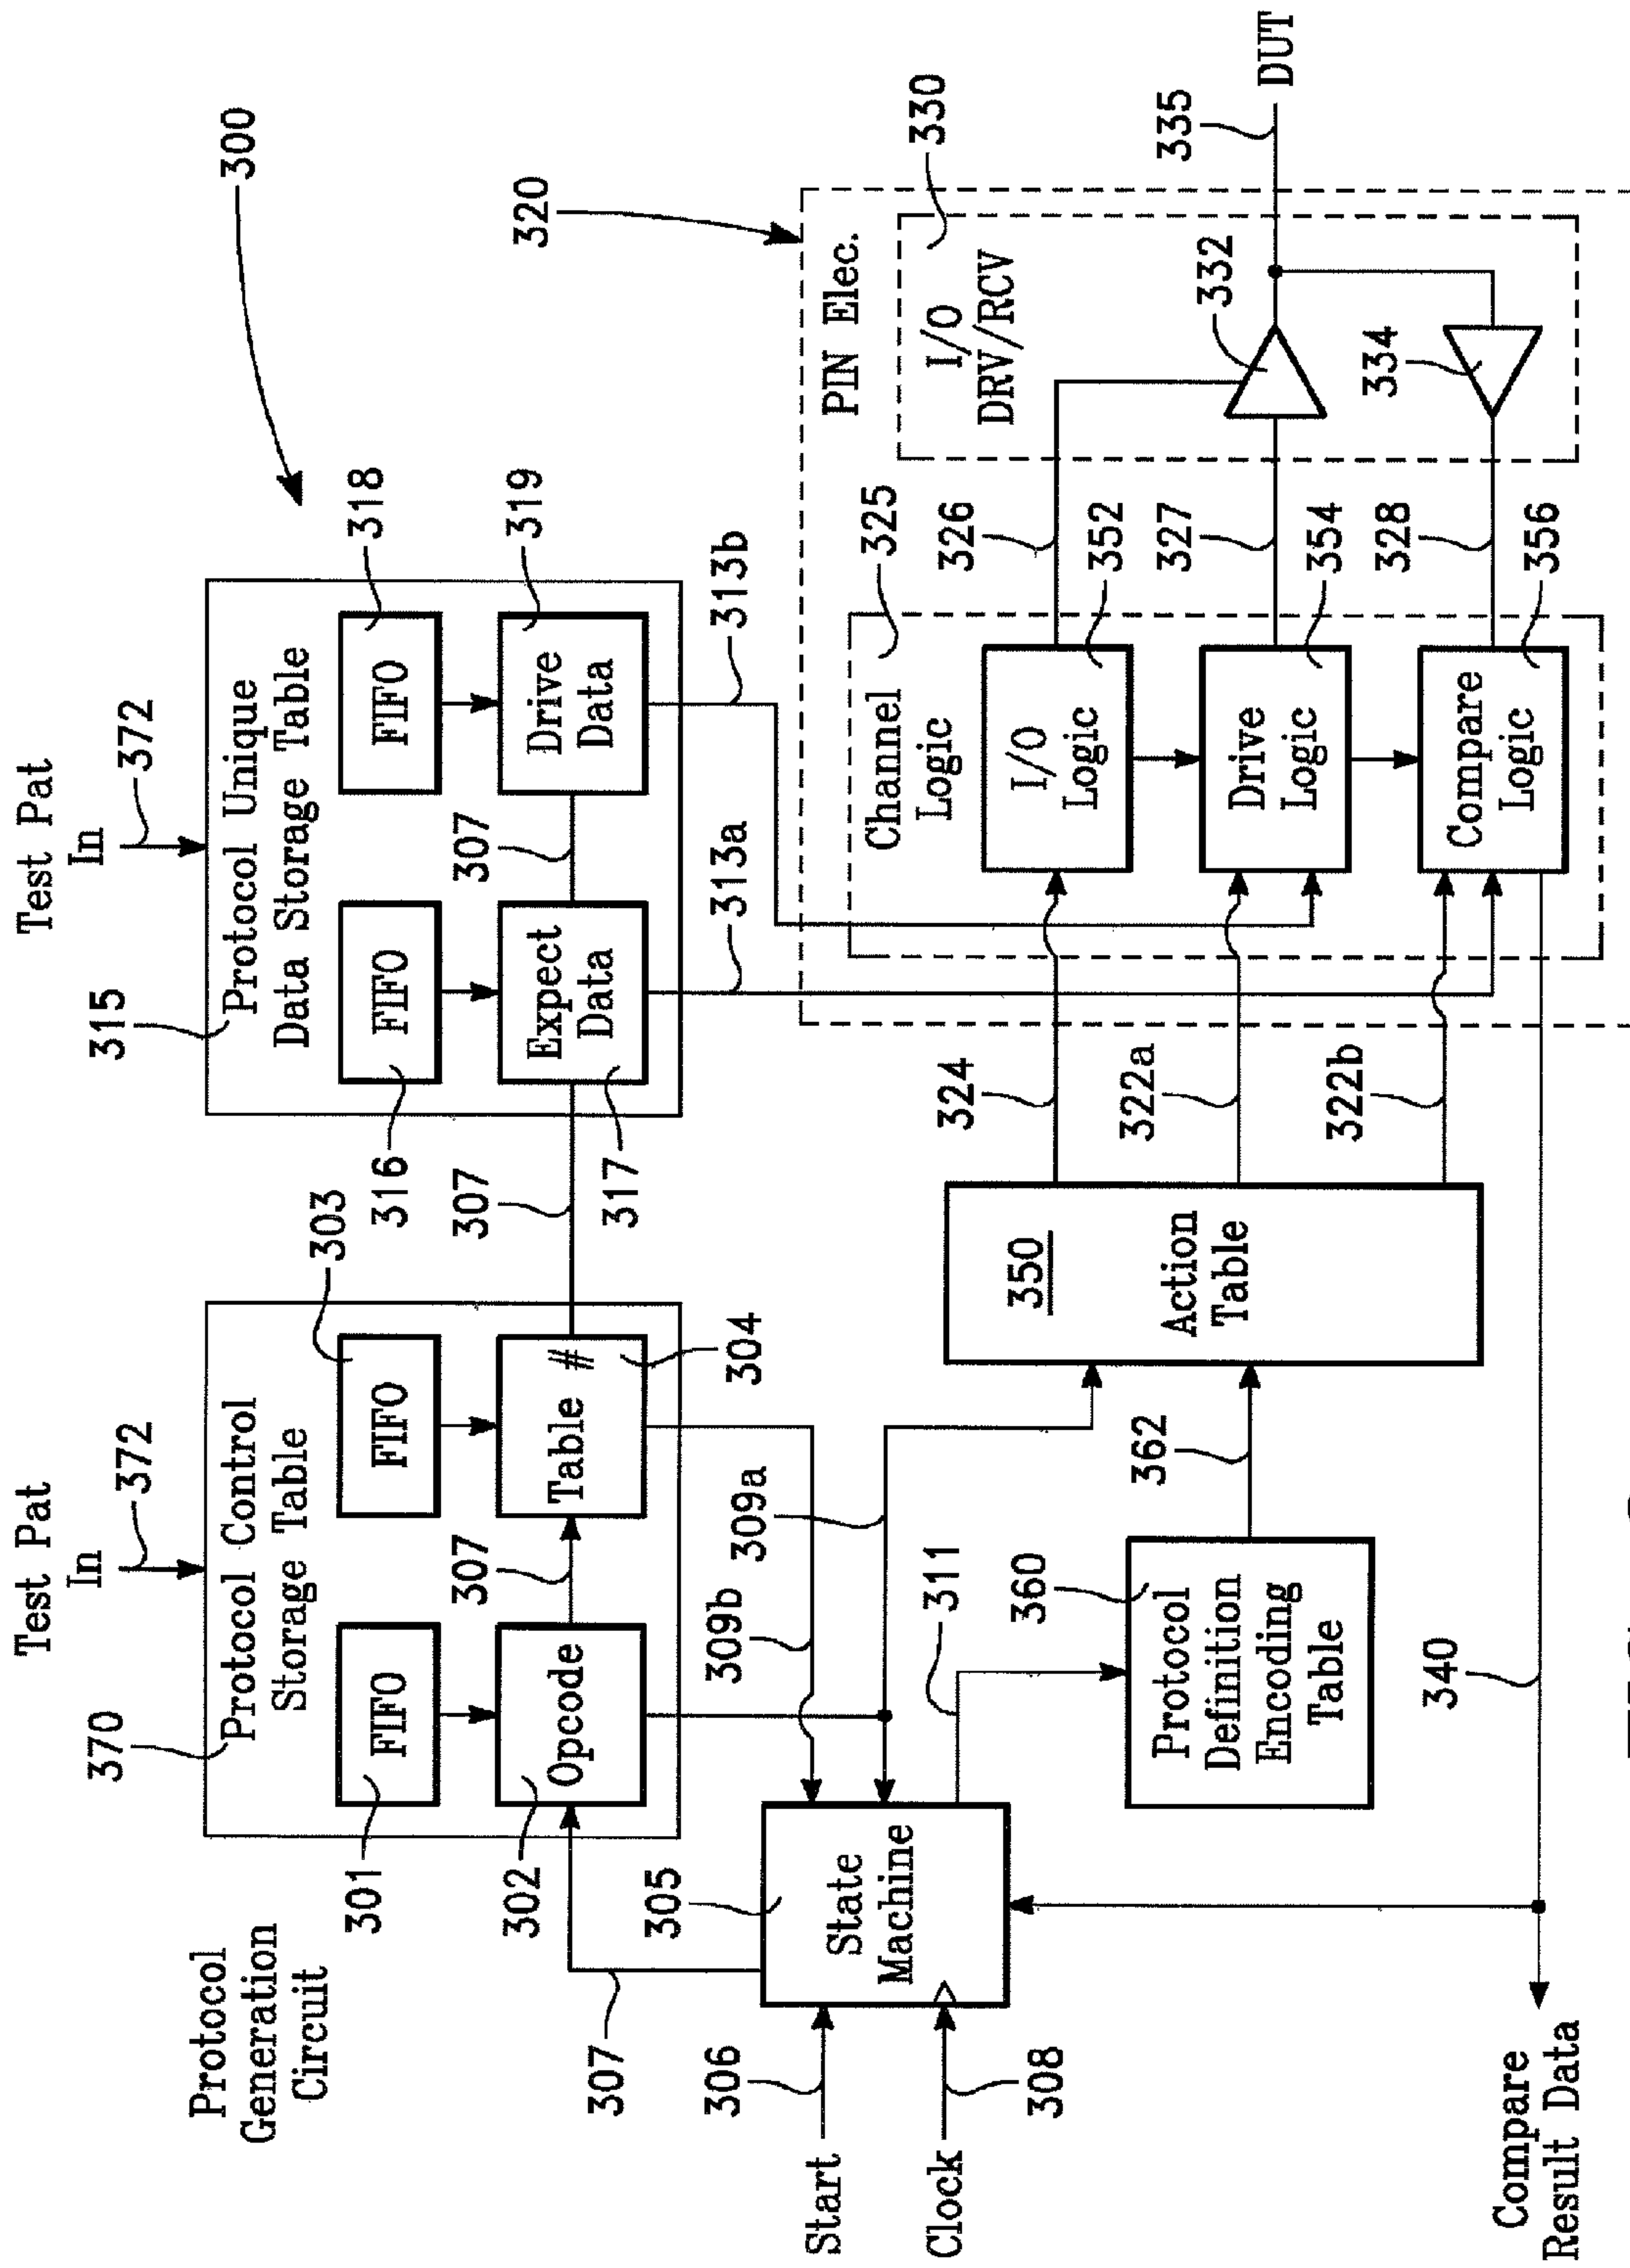 Protocol
Generation
Circuit
300
Test Pat
In
372
Test Pat
In
372
370
Protocol Control
Storage Table
301
FIFO
303
FIFO
302
Opcode
307
Table #
304
307
315
Protocol Unique
Data Storage Table
316
FIFO
318
FIFO
317
Expect
Data
307
Drive
Data
319
307
309b
309a
313a
313b
305
State
Machine
Start
306
Clock
308
311
360
Protocol
Definition
Encoding
Table
362
350
Action
Table
324
322a
322b
320
PIN Elec.
Channel
Logic
325
I/O
Logic
352
326
Drive
Logic
354
327
Compare
Logic
356
328
I/O
DRV/RCV
330
332
334
335
DUT
340
Compare
Result Data